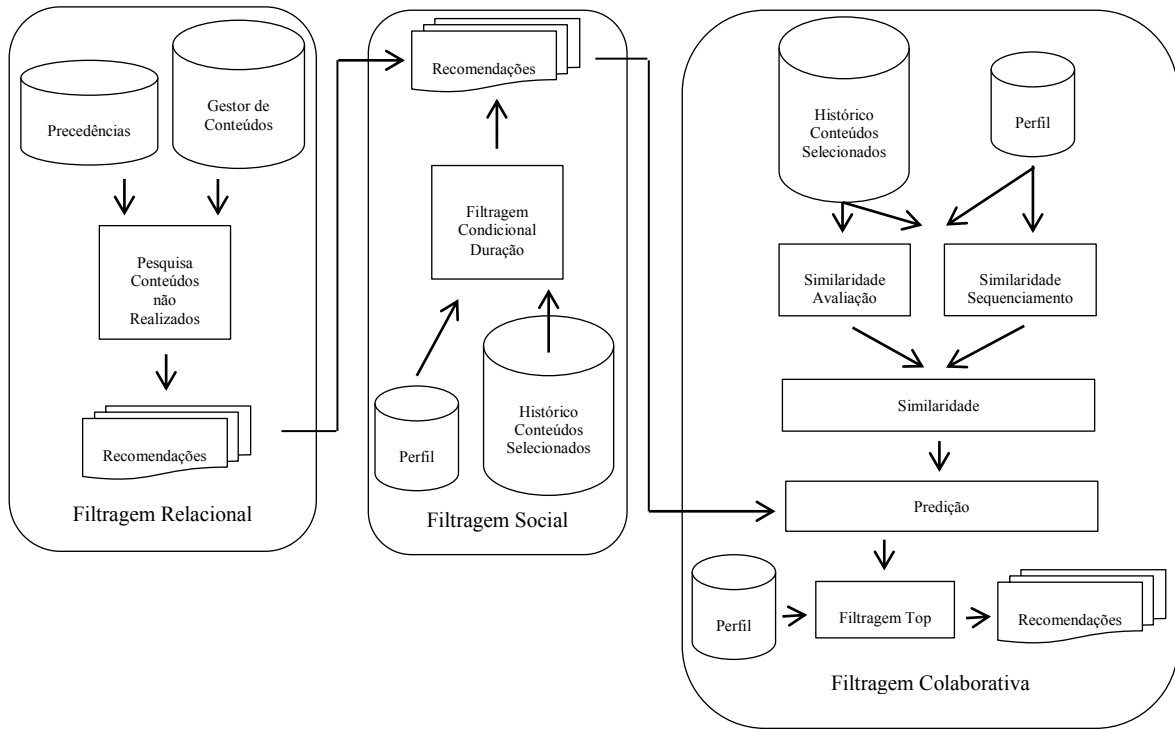 Precedências
Gestor de
Conteúdos
Pesquisa
Conteúdos
não
Realizados
Recomendações
Filtragem Relacional
Recomendações
Filtragem
Condicional
Duração
Perfil
Histórico
Conteúdos
Selecionados
Filtragem Social
Histórico
Conteúdos
Selecionados
Perfil
Similaridade
Avaliação
Similaridade
Sequenciamento
Similaridade
Predição
Perfil
Filtragem Top
Recomendações
Filtragem Colaborativa